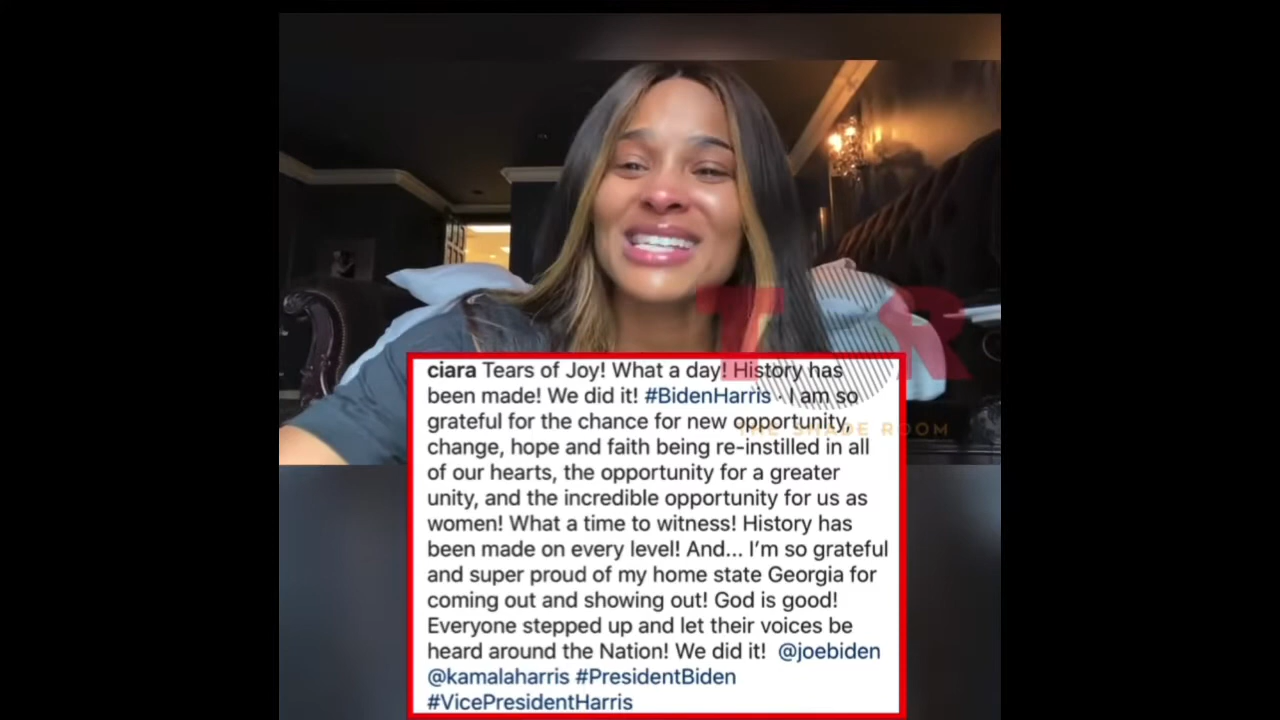 T R
ciara Tears of Joy! What a day! History has
been made! We did it! #BidenHarris · I am so
grateful for the chance for new opportunity,
change, hope and faith being re-instilled in all
of our hearts, the opportunity for a greater
unity, and the incredible opportunity for us as
women! What a time to witness! History has
been made on every level! And... I’m so grateful
and super proud of my home state Georgia for
coming out and showing out! God is good!
Everyone stepped up and let their voices be
heard around the Nation! We did it! @joebiden
@kamalaharris #PresidentBiden
#VicePresidentHarris
THE SHADE ROOM